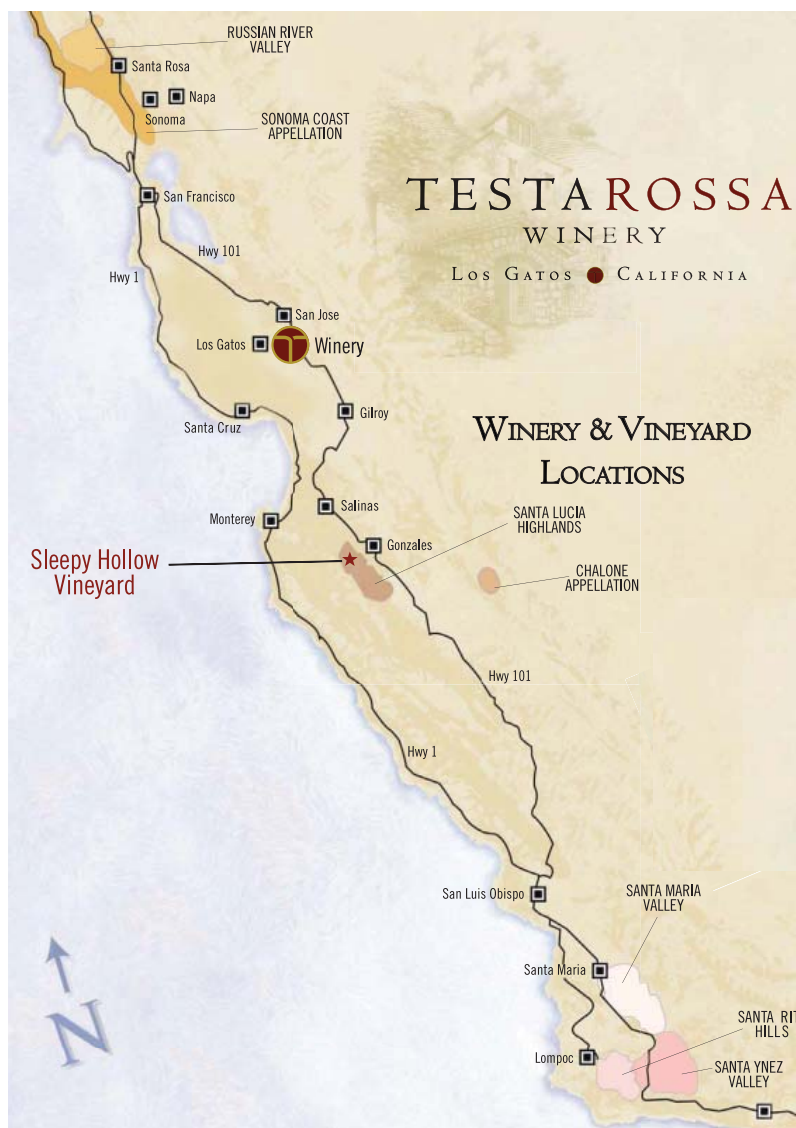 RUSSIAN RIVER
VALLEY
Santa Rosa
Napa
Sonoma
SONOMA COAST
APPELLATION
San Francisco
TESTAROSSA
WINERY
LOS GATOS CALIFORNIA
Hwy 101
Hwy 1
San Jose
Los Gatos
Winery
Santa Cruz
Gilroy
WINERY & VINEYARD
LOCATIONS
Salinas
Monterey
SANTA LUCIA
HIGHLANDS
Gonzales
Sleepy Hollow
Vineyard
CHALONE
APPELLATION
Hwy 101
Hwy 1
San Luis Obispo
SANTA MARIA
VALLEY
Santa Maria
N
SANTA RIT
HILLS
Lompoc
SANTA YNEZ
VALLEY